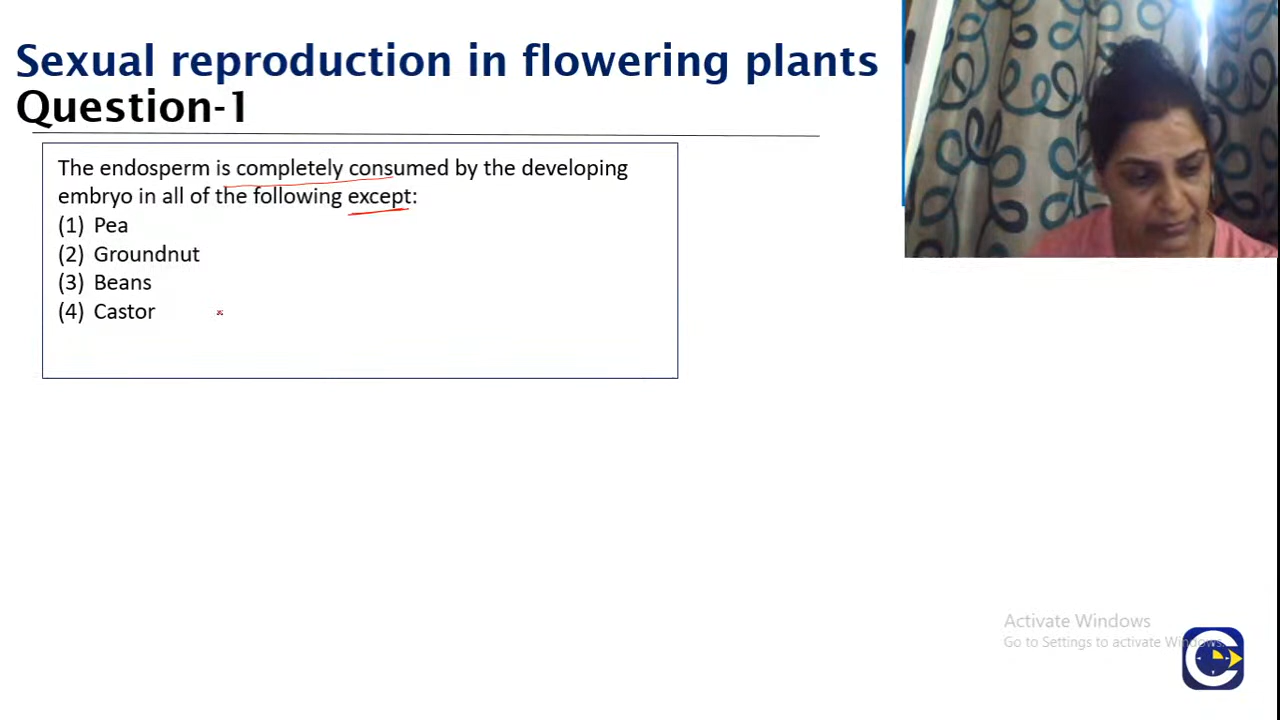 Sexual reproduction in flowering plants
Question-1
The endosperm is completely consumed by the developing
embryo in all of the following except:
(1) Pea
(2) Groundnut
(3) Beans
(4) Castor
Activate Windows
Go to Settings to activate Windows.